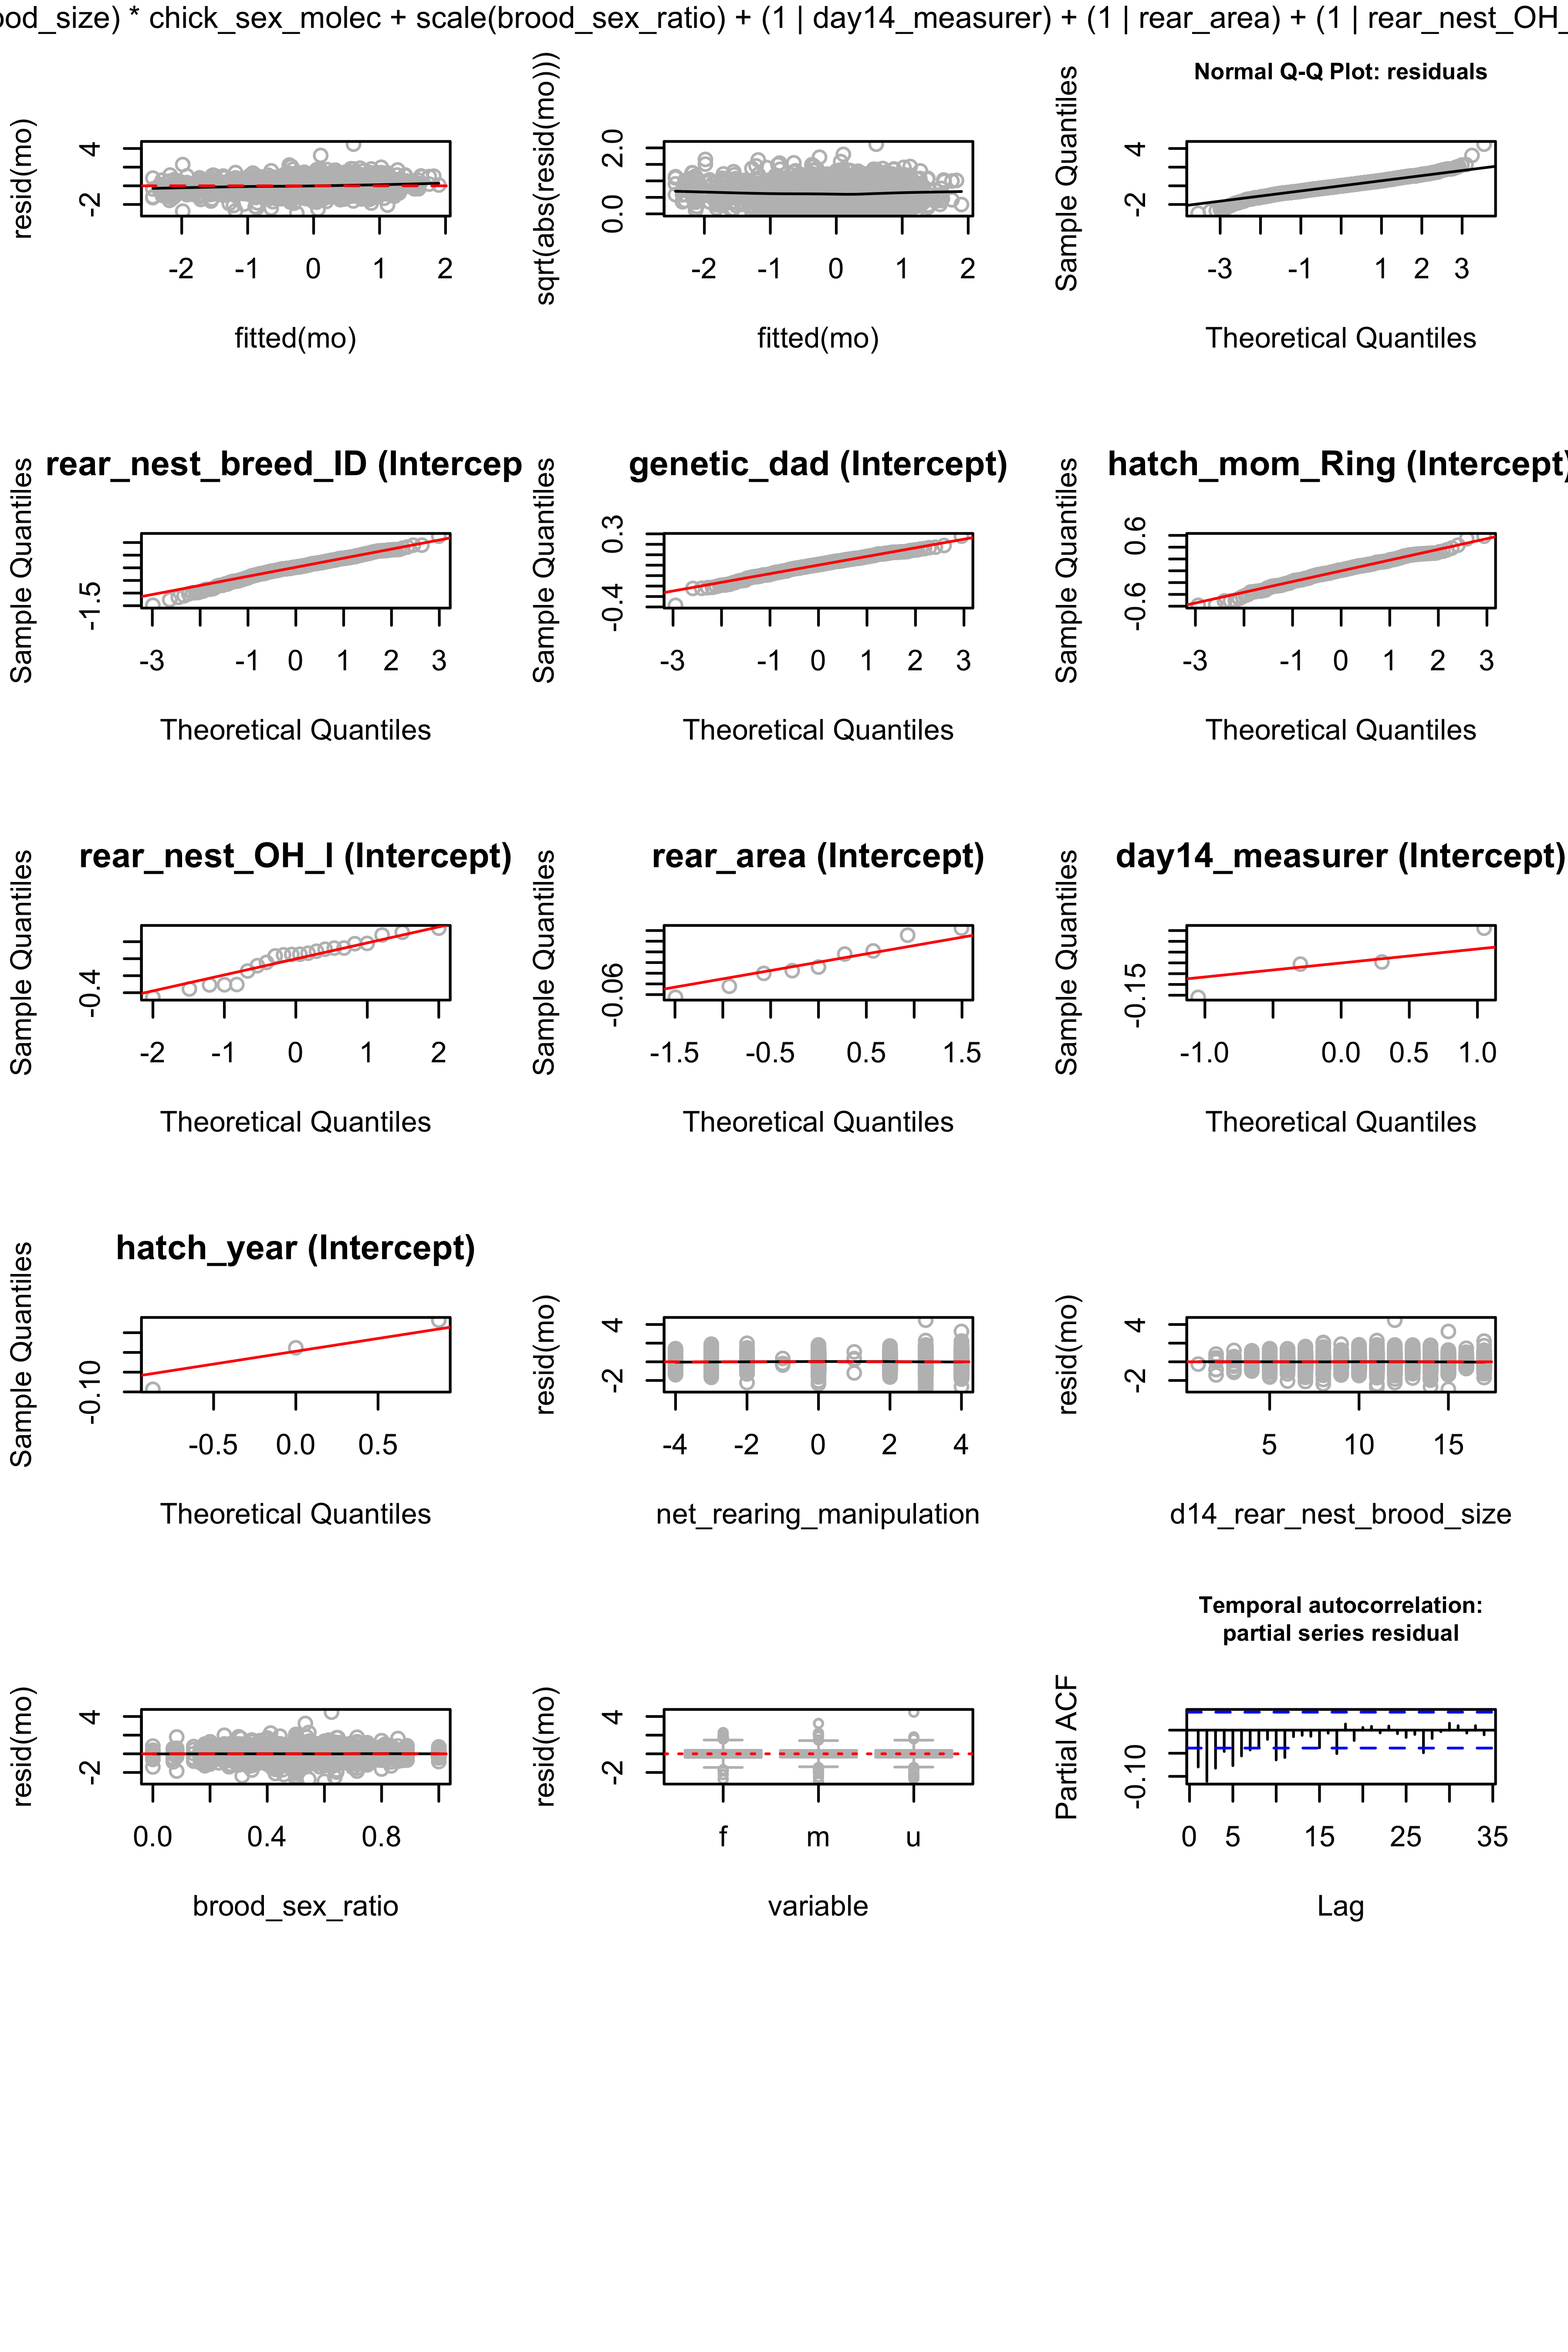 ood_size) * chick_sex_molec + scale(brood_sex_ratio) + (1 | day14_measurer) + (1 | rear_area) + (1 | rear_nest_OH_
resid(mo)
4
-2
-2 -1 0 1 2
fitted(mo)
sqrt(abs(resid(mo)))
2.0
0.0
-2 -1 0 1 2
fitted(mo)
Normal Q-Q Plot: residuals
Sample Quantiles
4
-2
-3 -1 1 2 3
Theoretical Quantiles
rear_nest_breed_ID (Intercep
Sample Quantiles
-1.5
-3 -1 0 1 2 3
Theoretical Quantiles
genetic_dad (Intercept)
Sample Quantiles
0.3
-0.4
-3 -1 0 1 2 3
Theoretical Quantiles
hatch_mom_Ring (Intercept)
Sample Quantiles
0.6
-0.6
-3 -1 0 1 2 3
Theoretical Quantiles
rear_nest_OH_l (Intercept)
Sample Quantiles
-0.4
-2 -1 0 1 2
Theoretical Quantiles
rear_area (Intercept)
Sample Quantiles
-0.06
-1.5 -0.5 0.5 1.5
Theoretical Quantiles
day14_measurer (Intercept)
Sample Quantiles
-0.15
-1.0 0.0 0.5 1.0
Theoretical Quantiles
hatch_year (Intercept)
Sample Quantiles
-0.10
-0.5 0.0 0.5
Theoretical Quantiles
resid(mo)
4
-2
-4 -2 0 2 4
net_rearing_manipulation
resid(mo)
4
-2
5 10 15
d14_rear_nest_brood_size
resid(mo)
4
-2
0.0 0.4 0.8
brood_sex_ratio
resid(mo)
4
-2
f m u
variable
Temporal autocorrelation:
partial series residual
Partial ACF
-0.10
0 5 15 25 35
Lag